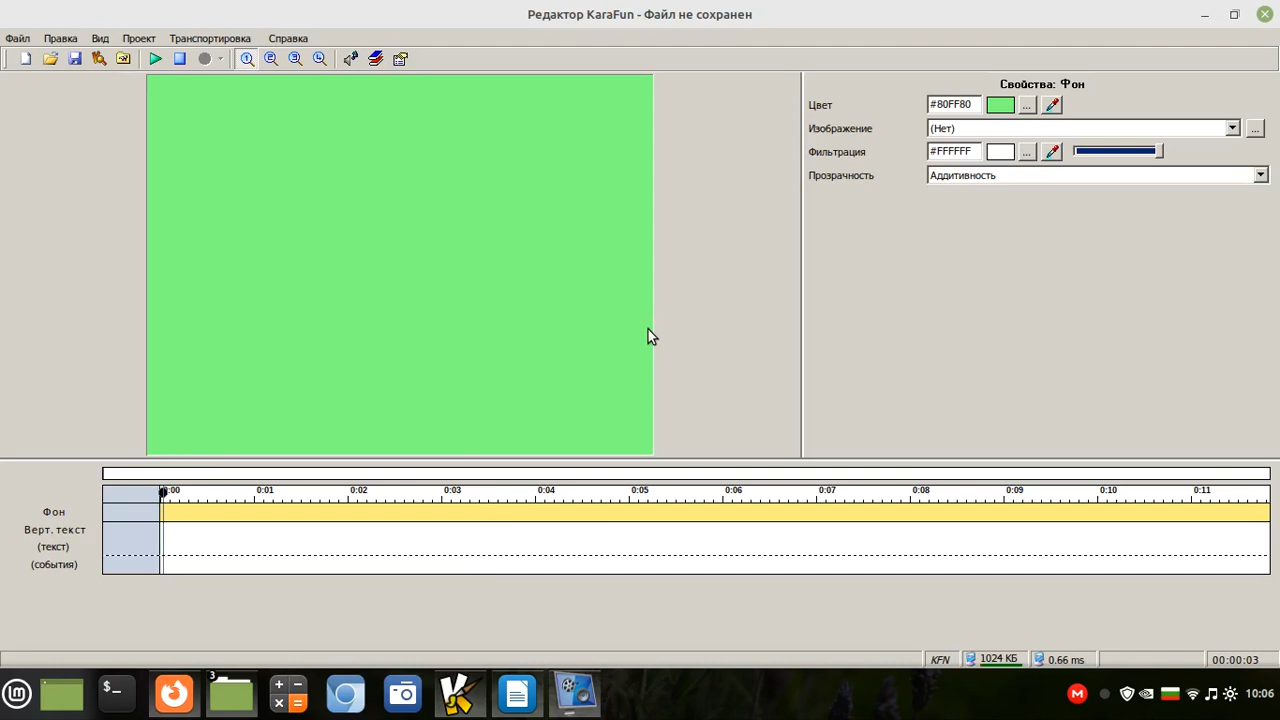 Редактор KaraFun - Файл не сохранен
Файл Правка Вид Проект Транспортировка Справка
Свойства: Фон
Цвет #80FF80 ...
Изображение (Нет) ...
Фильтрация #FFFFFF ...
Прозрачность Аддитивность
0:00 0:01 0:02 0:03 0:04 0:05 0:06 0:07 0:08 0:09 0:10 0:11
Фон
Верт.текст
(текст)
(события)
KFN 1024 КБ 0.66 ms 00:00:03
3
M 10:06